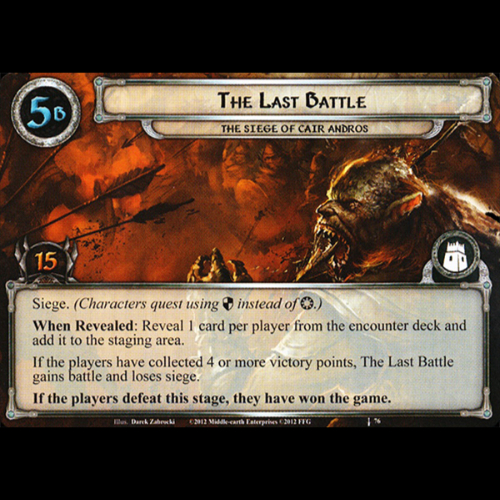 5B
THE LAST BATTLE
THE SIEGE OF CAIR ANDROS
15
Siege. (Characters quest using instead of .)
When Revealed: Reveal 1 card per player from the encounter deck and
add it to the staging area.
If the players have collected 4 or more victory points, The Last Battle
gains battle and loses siege.
If the players defeat this stage, they have won the game.
Illus. Darek Zabrocki ©2012 Middle-earth Enterprises ©2012 FFG 76